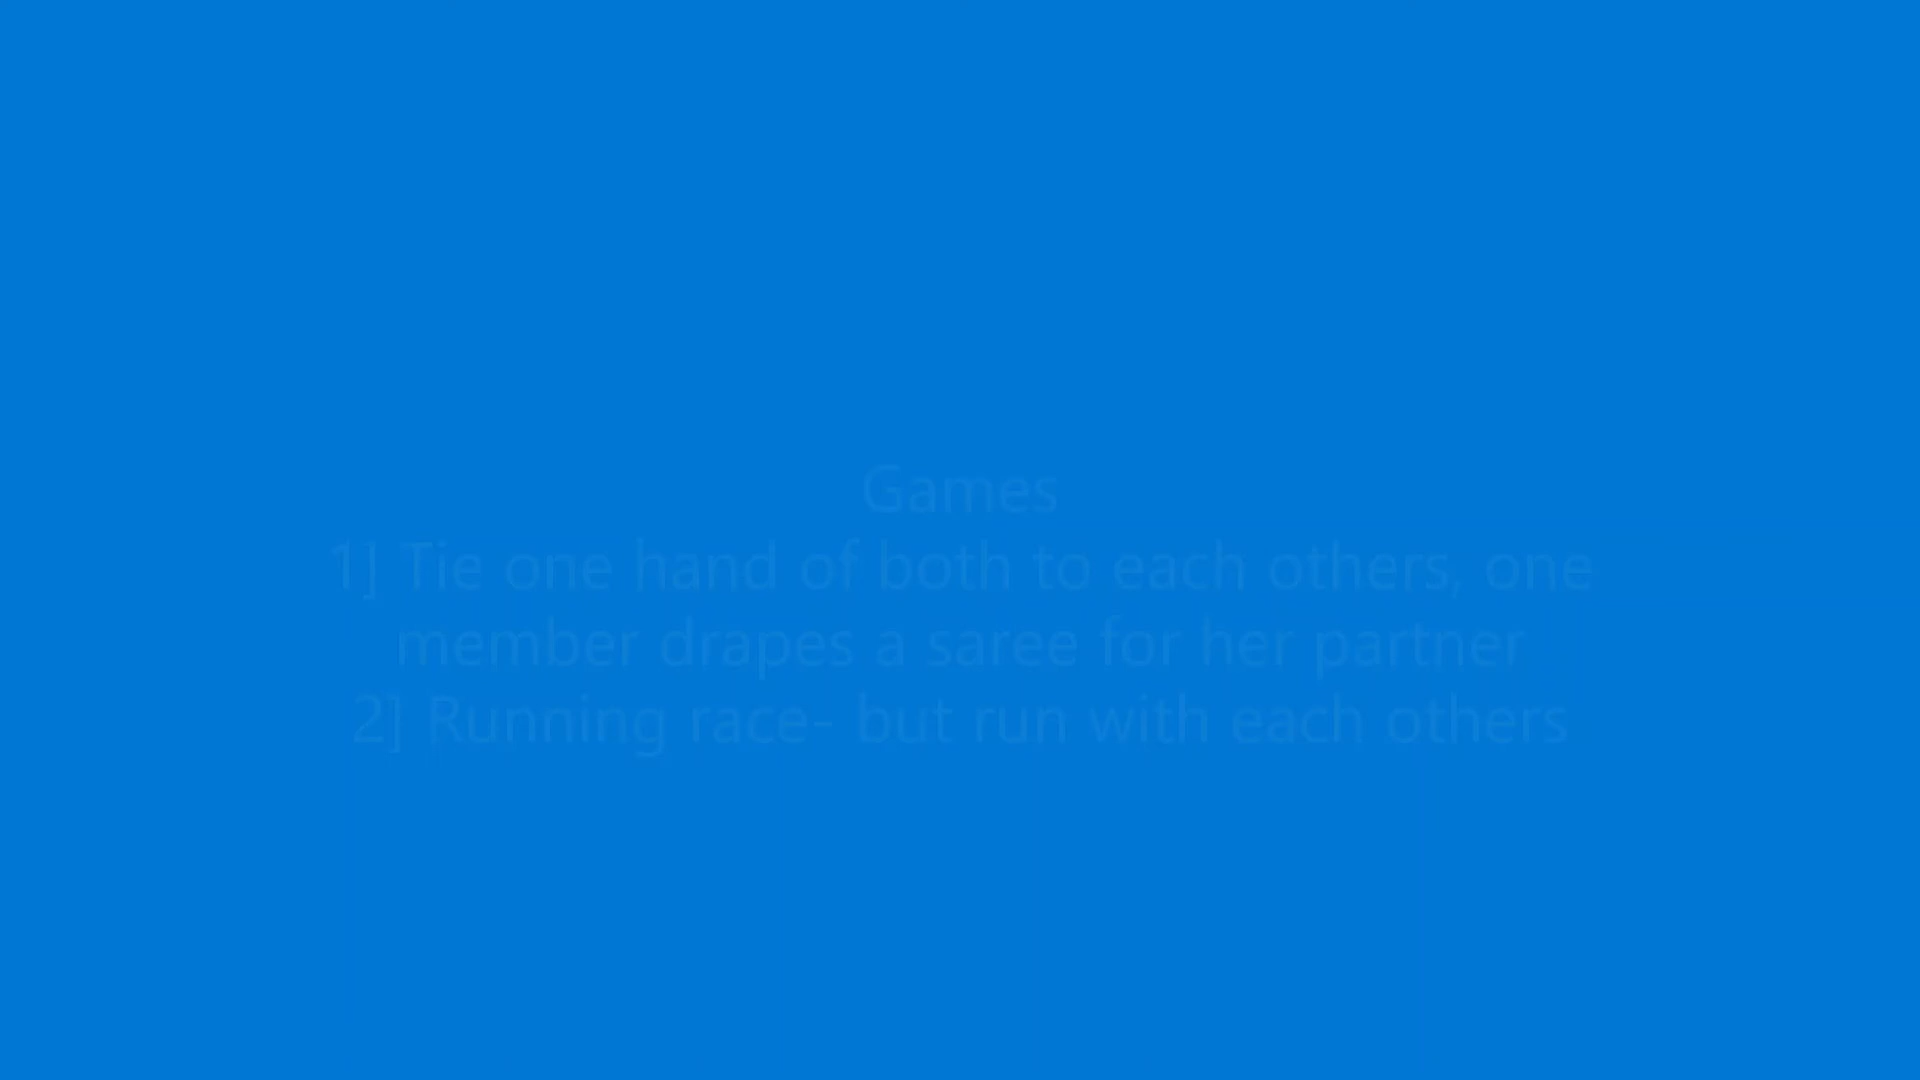 Games
1] Tie one hand of both to each others, one
member drapes a saree for her partner
2] Running race- but run with each others